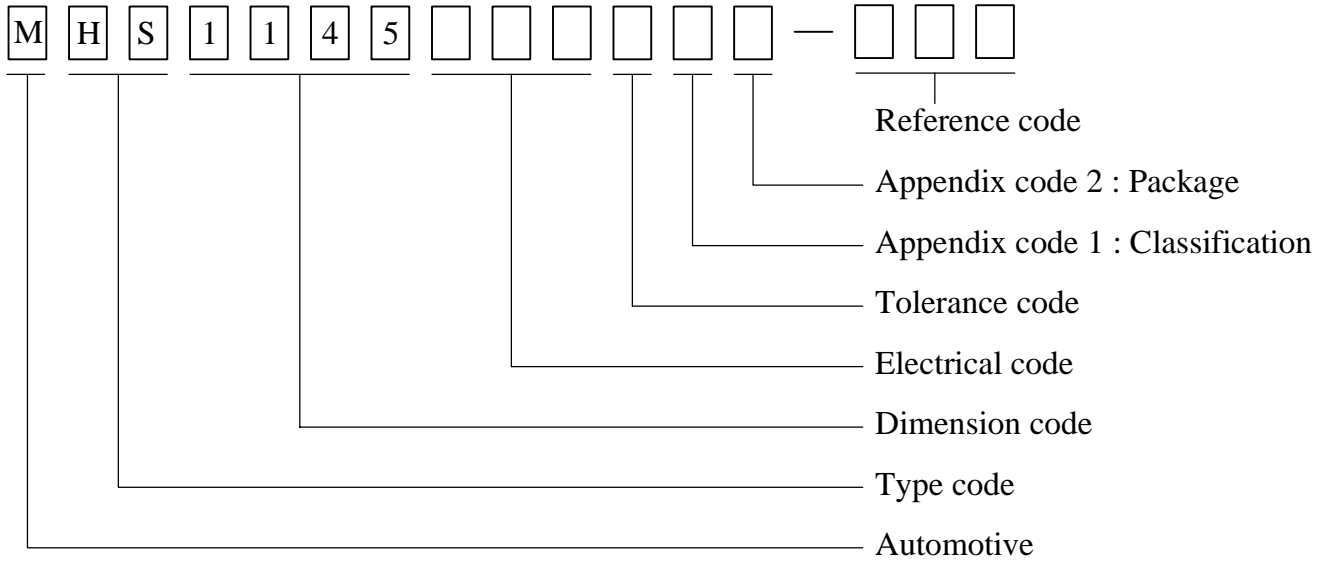 M H S 1 1 4 5 —
Reference code
Appendix code 2 : Package
Appendix code 1 : Classification
Tolerance code
Electrical code
Dimension code
Type code
Automotive